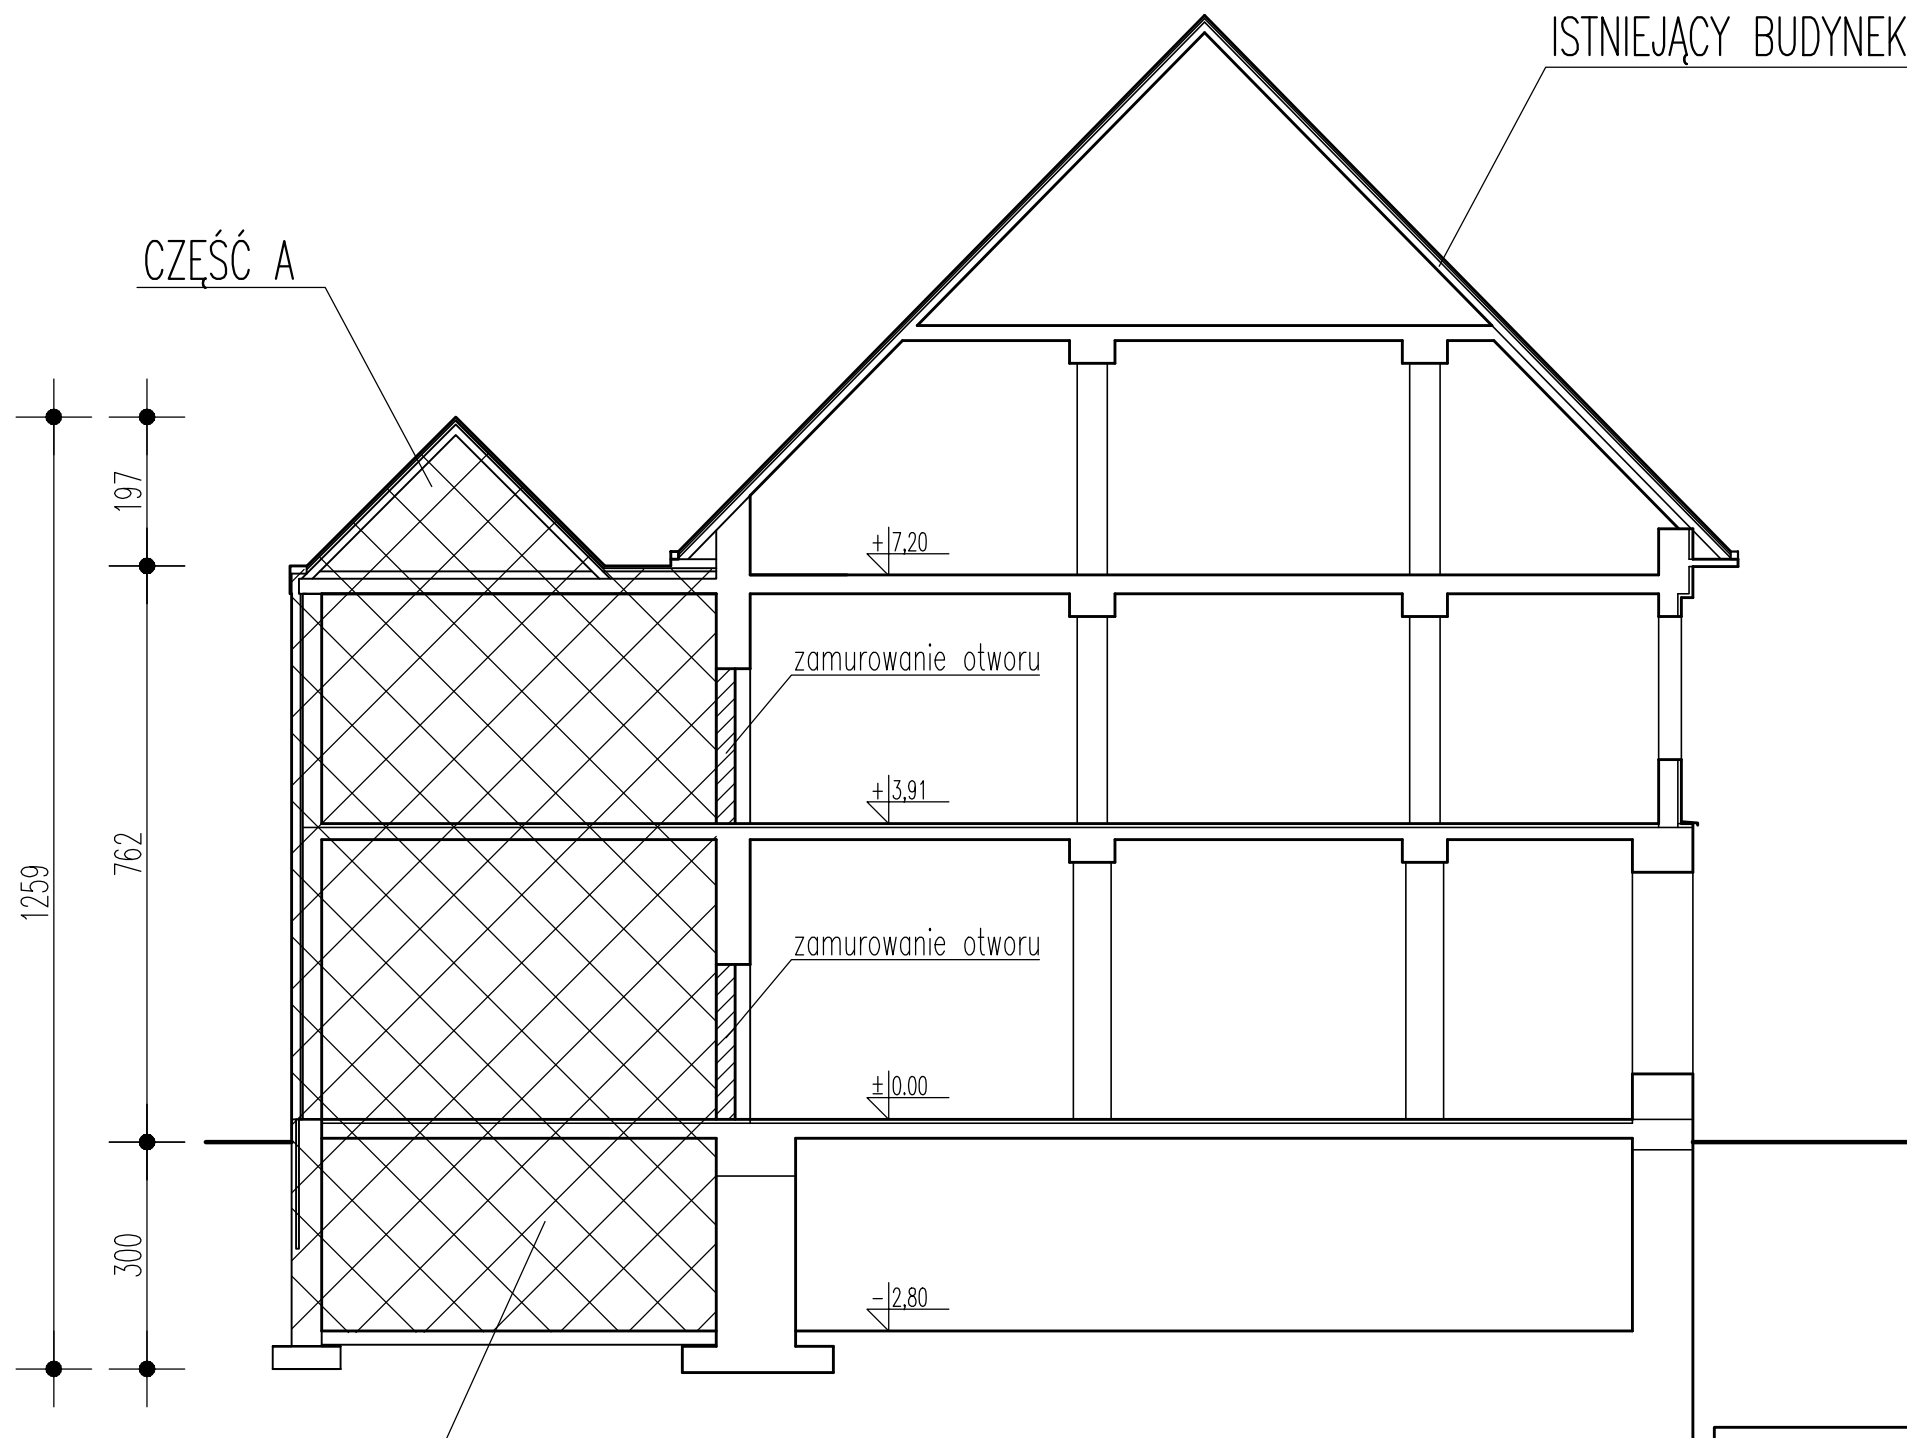 ISTNIEJĄCY BUDYNEK
CZĘŚĆ A
197
+7,20
zamurowanie otworu
+3,91
762
1259
zamurowanie otworu
±0.00
300
-2,80